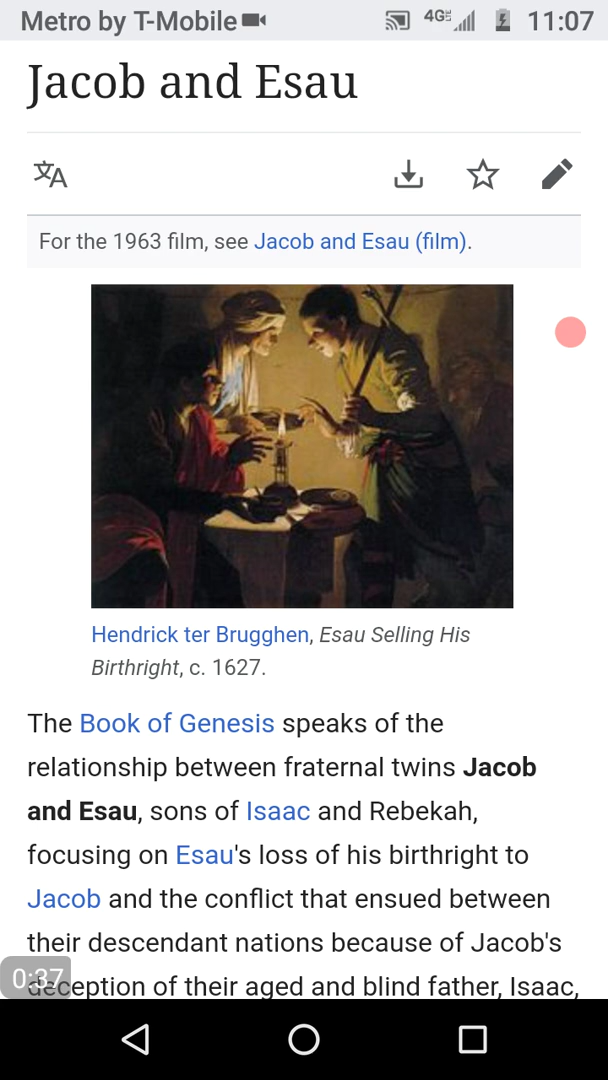 Metro by T-Mobile 4GE 11:07
Jacob and Esau
文A
For the 1963 film, see Jacob and Esau (film).
Hendrick ter Brugghen, Esau Selling His
Birthright, c. 1627.
The Book of Genesis speaks of the
relationship between fraternal twins Jacob
and Esau, sons of Isaac and Rebekah,
focusing on Esau's loss of his birthright to
Jacob and the conflict that ensued between
their descendant nations because of Jacob's
0:37
deception of their aged and blind father, Isaac,